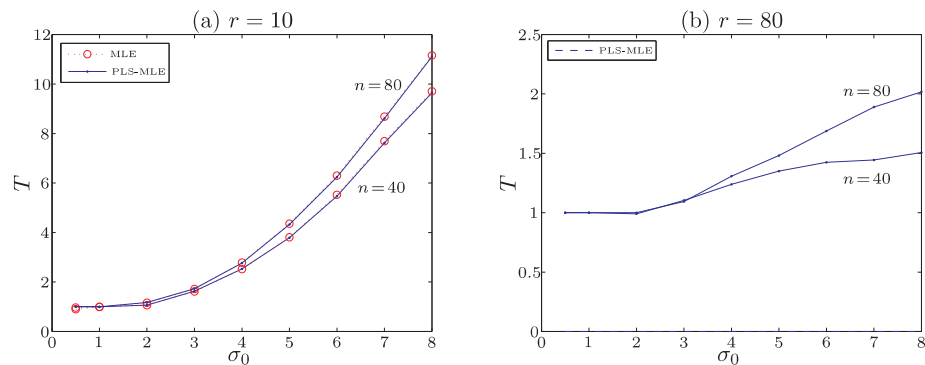 (a) r = 10
12
10
8
6
4
2
0
T
MLE
PLS-MLE
n=80
n=40
0 1 2 3 4 5 6 7 8
σ₀
(b) r = 80
2.5
2
1.5
1
0.5
0
T
PLS-MLE
n=80
n=40
0 1 2 3 4 5 6 7 8
σ₀